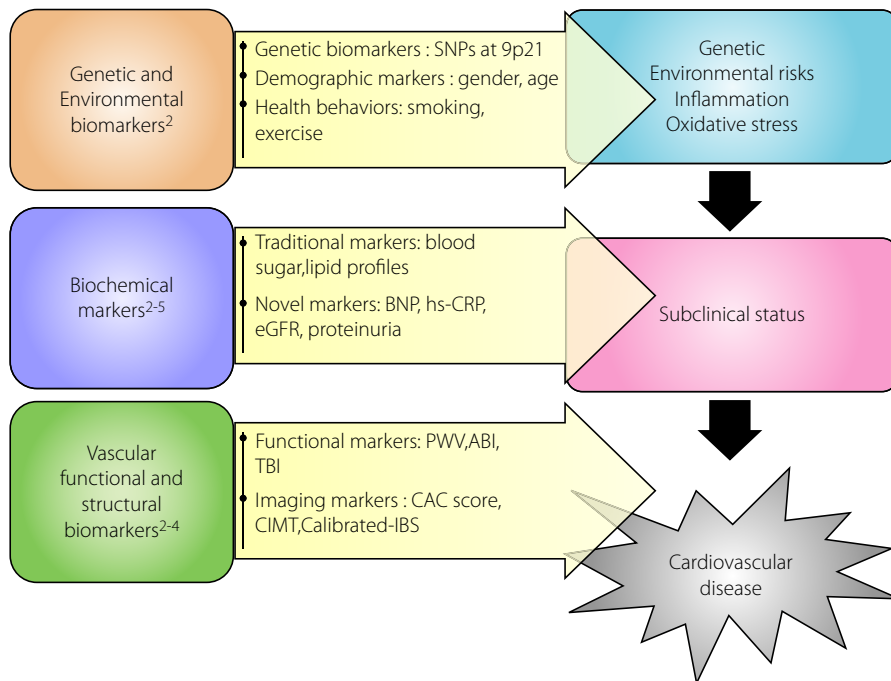 Genetic and
Environmental
biomarkers2
Genetic biomarkers : SNPs at 9p21
Demographic markers : gender, age
Health behaviors: smoking,
exercise
Genetic
Environmental risks
Inflammation
Oxidative stress
Biochemical
markers2-5
Traditional markers: blood
sugar,lipid profiles
Novel markers: BNP, hs-CRP,
eGFR, proteinuria
Subclinical status
Vascular
functional and
structural
biomarkers2-4
Functional markers: PWV,ABI,
TBI
Imaging markers : CAC score,
CIMT,Calibrated-IBS
Cardiovascular
disease